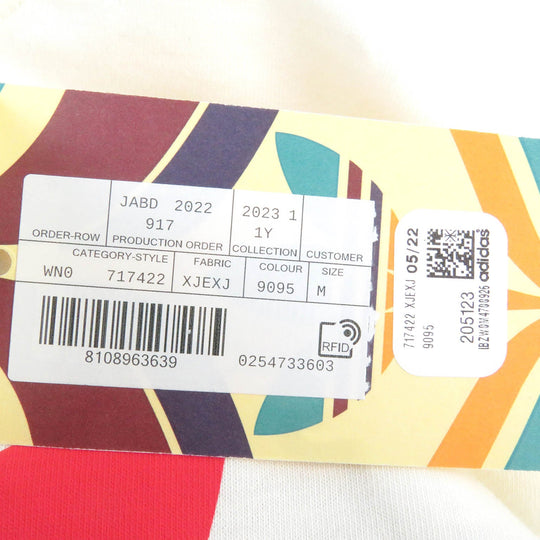 JABD 2022
917
ORDER-ROW
PRODUCTION ORDER
2023 1
1Y
COLLECTION
CUSTOMER
CATEGORY-STYLE
WN0 717422
FABRIC
XJEXJ
COLOUR
9095
SIZE
M
8108963639
0254733603
RFID
717422 XJEXJ 05/22
9095
adidas
205123
IBZW01V4700926